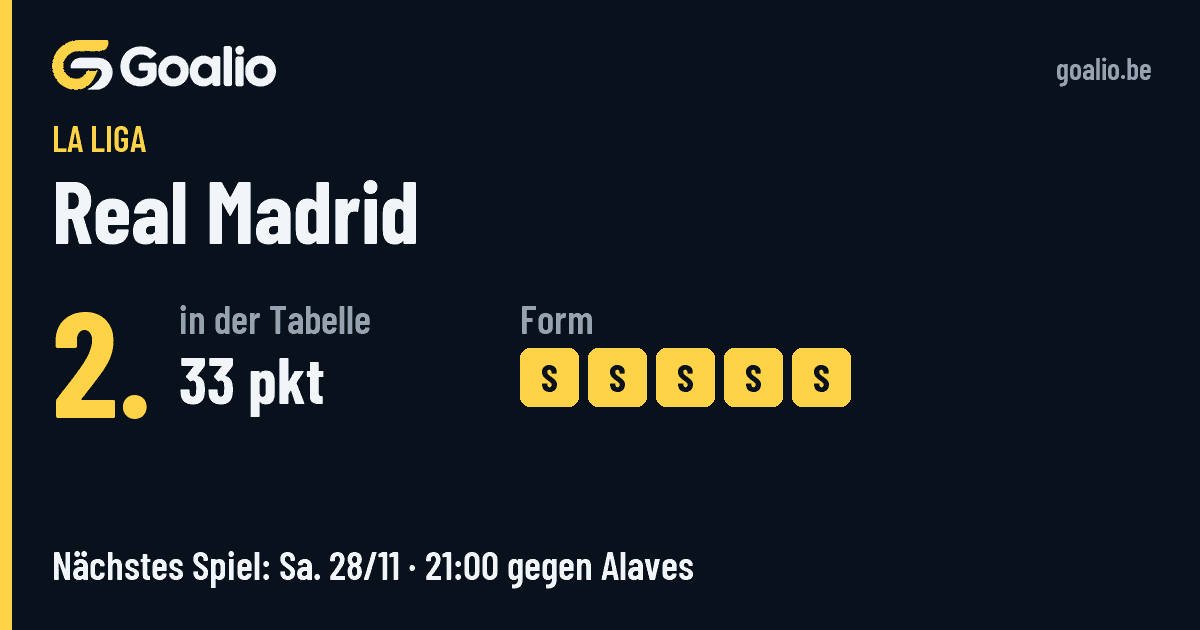 Goalio
goalio.be
LA LIGA
Real Madrid
2.
in der Tabelle
33 pkt
Form
S S S S S
Nächstes Spiel: Sa. 28/11 · 21:00 gegen Alaves